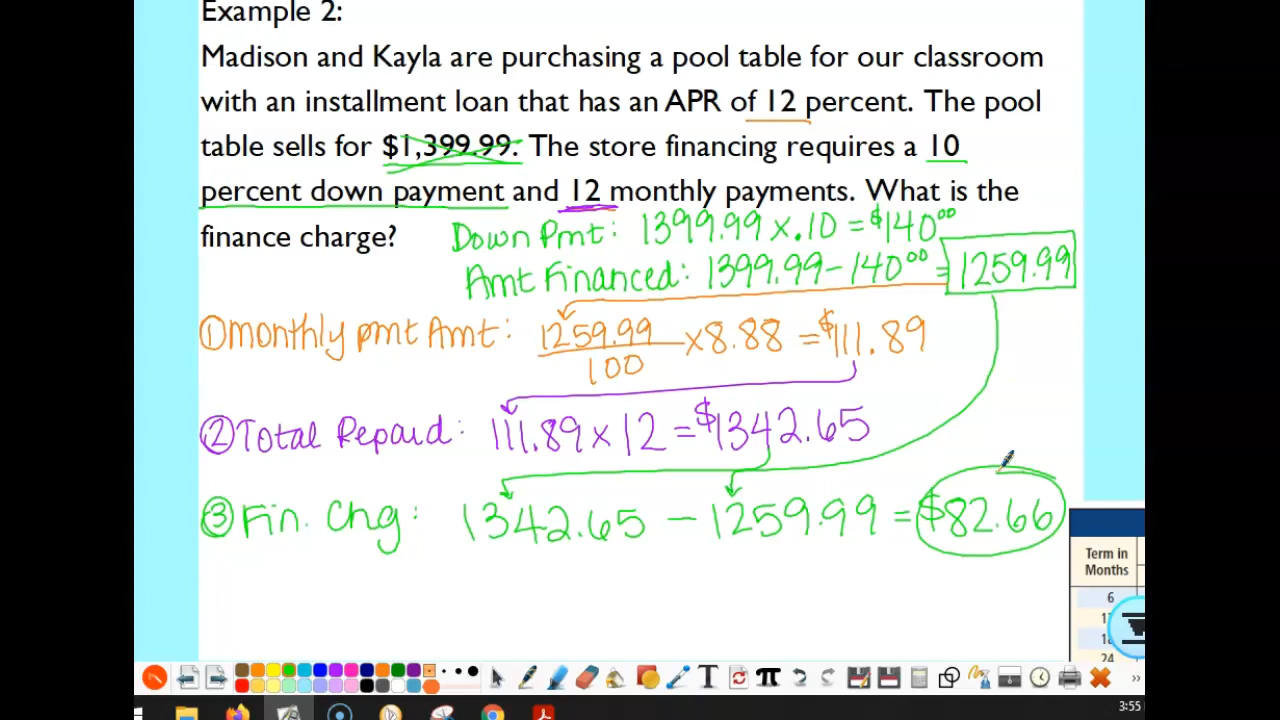 Example 2:
Madison and Kayla are purchasing a pool table for our classroom
with an installment loan that has an APR of 12 percent. The pool
table sells for $1,399.99. The store financing requires a 10
percent down payment and 12 monthly payments. What is the
finance charge?
Down Pmt: 1399.99 x .10 = $140⁰⁰
Amt Financed: 1399.99 - 140⁰⁰ = 1259.99
① monthly pmt Amt: 1259.99/100 x 8.88 = $111.89
② Total Repaid: 111.89 x 12 = $1342.65
③ Fin. Chg: 1342.65 - 1259.99 = $82.66
Term in
Months
6
24
T
π
3:55